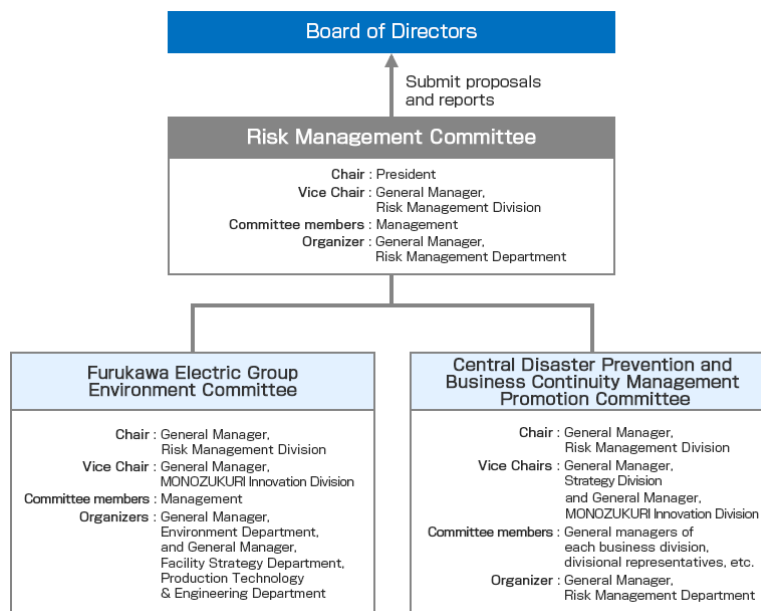 Board of Directors
Submit proposals
and reports
Risk Management Committee
Chair : President
Vice Chair : General Manager,
Risk Management Division
Committee members : Management
Organizer : General Manager,
Risk Management Department
Furukawa Electric Group
Environment Committee
Chair : General Manager,
Risk Management Division
Vice Chair : General Manager,
MONOZUKURI Innovation Division
Committee members : Management
Organizers : General Manager,
Environment Department,
and General Manager,
Facility Strategy Department,
Production Technology
& Engineering Department
Central Disaster Prevention and
Business Continuity Management
Promotion Committee
Chair : General Manager,
Risk Management Division
Vice Chairs : General Manager,
Strategy Division
and General Manager,
MONOZUKURI Innovation Division
Committee members : General managers of
each business division,
divisional representatives, etc.
Organizer : General Manager,
Risk Management Department